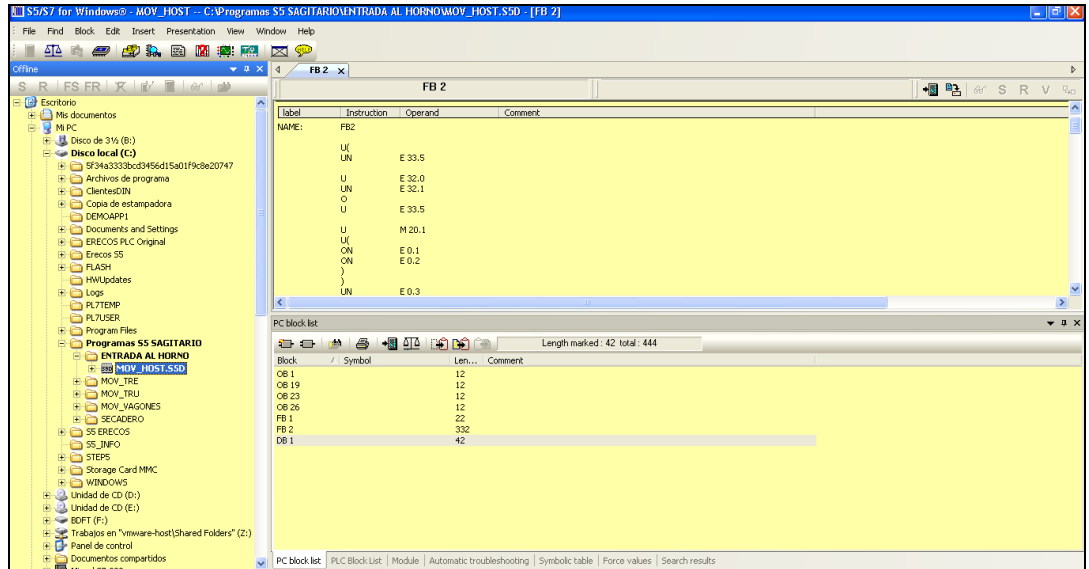 S5/S7 for Windows® - MOV_HOST -- C:\Programas S5 SAGITARIO\ENTRADA AL HORNO\MOV_HOST.S5D - [FB 2]
File Find Block Edit Insert Presentation View Window Help
Offline
S R FS FR
Escritorio
Mis documentos
Mi PC
Disco de 3½ (B:)
Disco local (C:)
5f34a3333bcd3456d15a01f9c8e20747
Archivos de programa
ClientesDIN
Copia de estampadora
DEMOAPP1
Documents and Settings
ERECOS PLC Original
Erecos S5
FLASH
HWUpdates
Logs
PL7TEMP
PL7USER
Program Files
Programas S5 SAGITARIO
ENTRADA AL HORNO
MOV_HOST.S5D
MOV_TRE
MOV_TRU
MOV_VAGONES
SECADERO
S5 ERECOS
S5_INFO
STEP5
Storage Card MMC
WINDOWS
Unidad de CD (D:)
Unidad de CD (E:)
BDFT (F:)
Trabajos en "vmware-host\Shared Folders" (Z:)
Panel de control
Documentos compartidos
FB 2
FB 2
S R V
label Instruction Operand Comment
NAME: FB2
U(
UN E 33.5
U E 32.0
UN E 32.1
O
U E 33.5
U M 20.1
U(
ON E 0.1
ON E 0.2
)
)
UN E 0.3
PC block list
Length marked : 42 total : 444
Block / Symbol Len... Comment
OB 1 12
OB 19 12
OB 23 12
OB 26 12
FB 1 22
FB 2 332
DB 1 42
PC block list PLC Block List Module Automatic troubleshooting Symbolic table Force values Search results